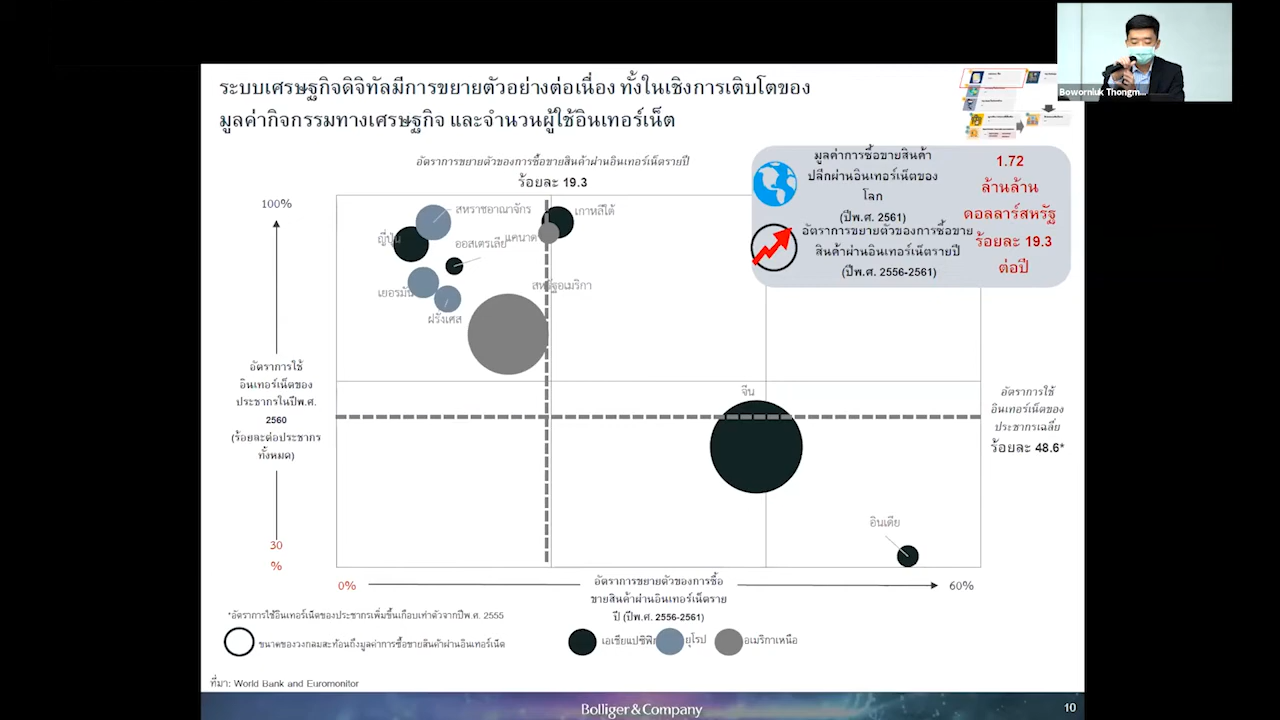 Bowornluk Thongm...
ระบบเศรษฐกิจดิจิทัลมีการขยายตัวอย่างต่อเนื่อง ทั้งในเชิงการเติบโตของ
มูลค่ากิจกรรมทางเศรษฐกิจ และจำนวนผู้ใช้อินเทอร์เน็ต
อัตราการขยายตัวของการซื้อขายสินค้าผ่านอินเทอร์เน็ตรายปี
ร้อยละ 19.3
มูลค่าการซื้อขายสินค้า
ปลีกผ่านอินเทอร์เน็ตของ
โลก
(ปีพ.ศ. 2561)
1.72
ล้านล้าน
ดอลลาร์สหรัฐ
อัตราการขยายตัวของการซื้อขาย
สินค้าผ่านอินเทอร์เน็ตรายปี
(ปีพ.ศ. 2556-2561)
ร้อยละ 19.3
ต่อปี
100%
สหราชอาณาจักร
เกาหลีใต้
ญี่ปุ่น
ออสเตรเลีย
แคนาดา
เยอรมัน
สหรัฐอเมริกา
ฝรั่งเศส
อัตราการใช้
อินเทอร์เน็ตของ
ประชากรในปีพ.ศ.
2560
(ร้อยละต่อประชากร
ทั้งหมด)
จีน
อัตราการใช้
อินเทอร์เน็ตของ
ประชากรเฉลี่ย
ร้อยละ 48.6*
อินเดีย
30
%
0%
อัตราการขยายตัวของการซื้อ
ขายสินค้าผ่านอินเทอร์เน็ตราย
ปี (ปีพ.ศ. 2556-2561)
60%
*อัตราการใช้อินเทอร์เน็ตของประชากรเพิ่มขึ้นเกือบเท่าตัวจากปีพ.ศ. 2555
ขนาดของวงกลมสะท้อนถึงมูลค่าการซื้อขายสินค้าผ่านอินเทอร์เน็ต
เอเชียแปซิฟิก
ยุโรป
อเมริกาเหนือ
ที่มา: World Bank and Euromonitor
Bolliger & Company
10